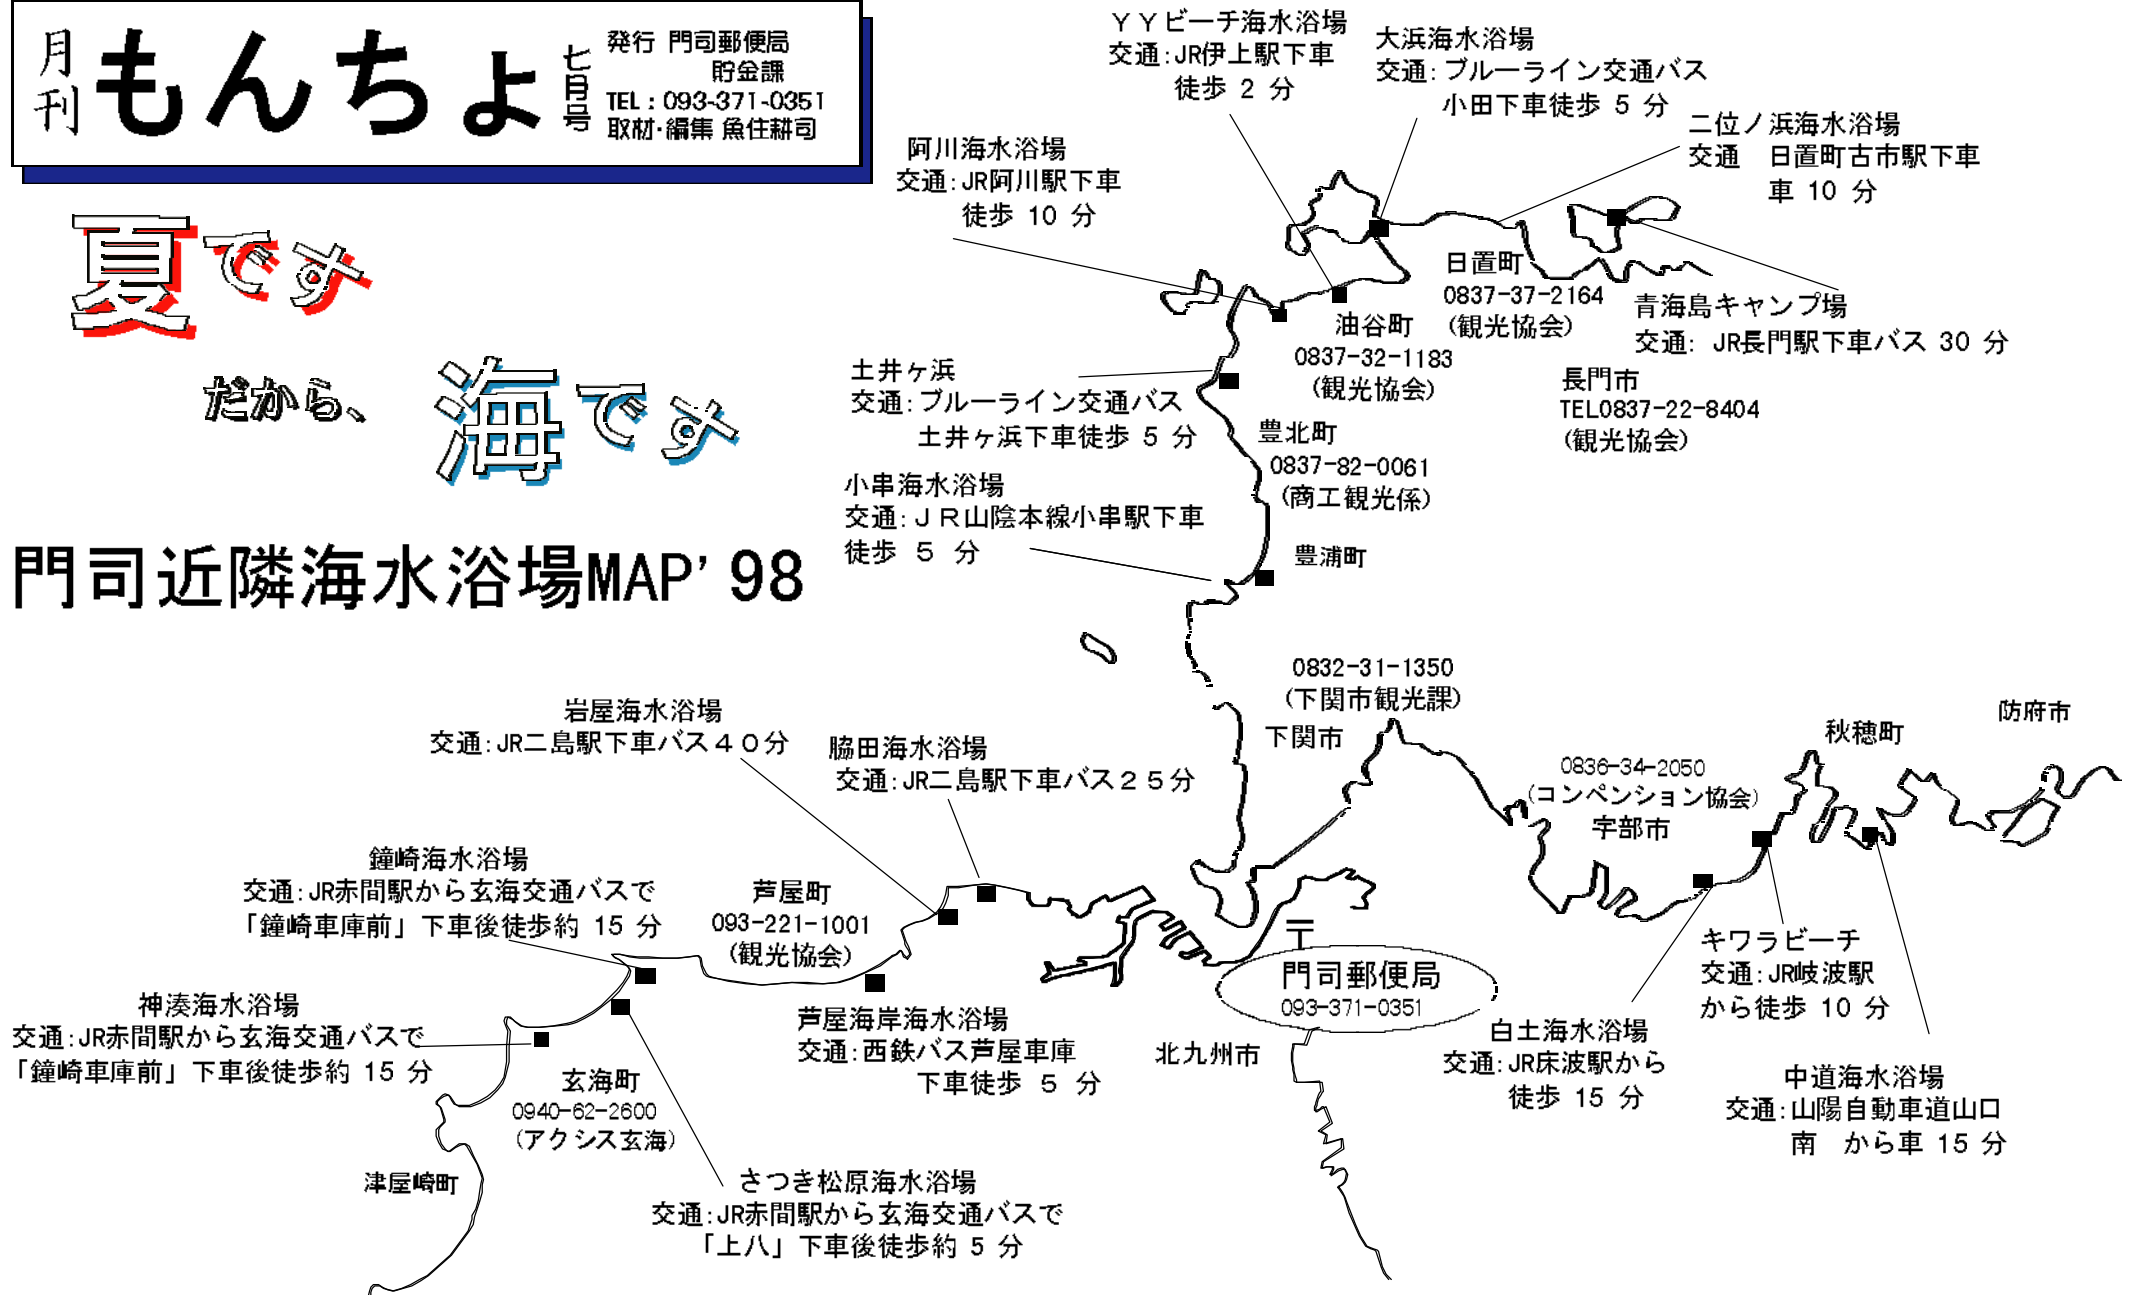 月刊
もんちょ
七月号
発行 門司郵便局
貯金課
TEL：093-371-0351
取材・編集 魚住耕司
夏です
だから、
海です
門司近隣海水浴場MAP’98
ＹＹビーチ海水浴場
交通:JR伊上駅下車
徒歩 2 分
大浜海水浴場
交通:ブルーライン交通バス
小田下車徒歩 5 分
二位ノ浜海水浴場
交通　日置町古市駅下車
車 10 分
阿川海水浴場
交通:JR阿川駅下車
徒歩 10 分
日置町
0837-37-2164
(観光協会)
青海島キャンプ場
交通: JR長門駅下車バス 30 分
油谷町
0837-32-1183
(観光協会)
長門市
TEL0837-22-8404
(観光協会)
土井ヶ浜
交通:ブルーライン交通バス
土井ヶ浜下車徒歩 5 分
豊北町
0837-82-0061
(商工観光係)
小串海水浴場
交通:ＪＲ山陰本線小串駅下車
徒歩 ５ 分
豊浦町
0832-31-1350
(下関市観光課)
下関市
防府市
秋穂町
0836-34-2050
(コンペンション協会)
宇部市
岩屋海水浴場
交通:JR二島駅下車バス４０分
脇田海水浴場
交通:JR二島駅下車バス２５分
鐘崎海水浴場
交通:JR赤間駅から玄海交通バスで
「鐘崎車庫前」下車後徒歩約 15 分
芦屋町
093-221-1001
(観光協会)
〒
門司郵便局
093-371-0351
キワラビーチ
交通:JR岐波駅
から徒歩 10 分
神湊海水浴場
交通:JR赤間駅から玄海交通バスで
「鐘崎車庫前」下車後徒歩約 15 分
芦屋海岸海水浴場
交通:西鉄バス芦屋車庫
下車徒歩 ５ 分
北九州市
白土海水浴場
交通:JR床波駅から
徒歩 15 分
中道海水浴場
交通:山陽自動車道山口
南　から車 15 分
玄海町
0940-62-2600
(アクシス玄海)
津屋崎町
さつき松原海水浴場
交通:JR赤間駅から玄海交通バスで
「上八」下車後徒歩約 5 分